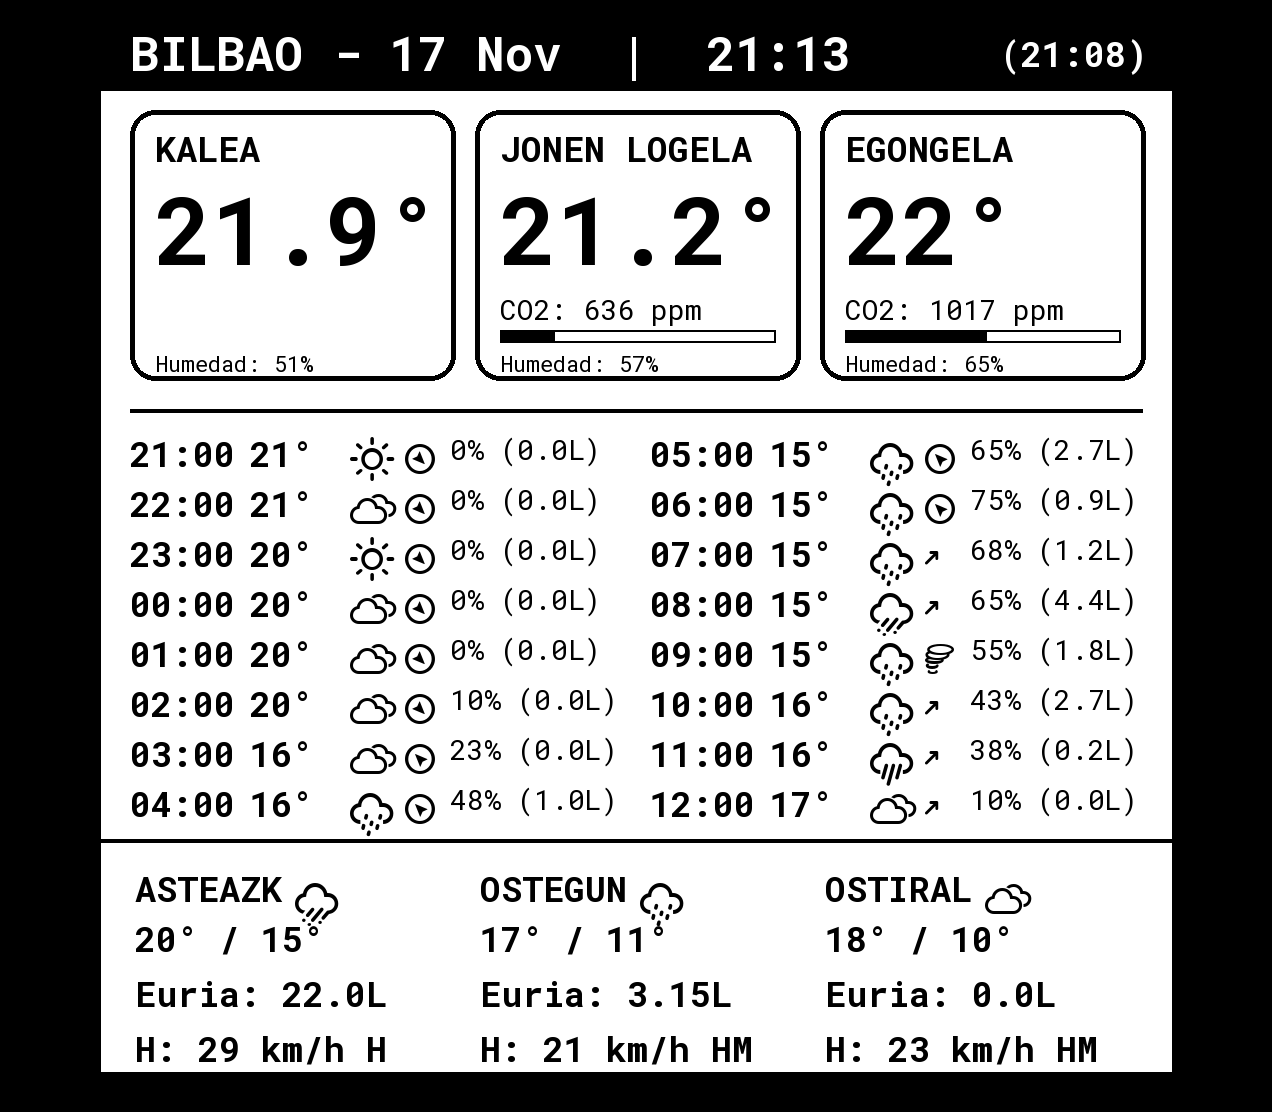 BILBAO - 17 Nov | 21:13 (21:08)
KALEA
21.9°
Humedad: 51%
JONEN LOGELA
21.2°
CO2: 636 ppm
Humedad: 57%
EGONGELA
22°
CO2: 1017 ppm
Humedad: 65%
21:00 21° 0% (0.0L)
22:00 21° 0% (0.0L)
23:00 20° 0% (0.0L)
00:00 20° 0% (0.0L)
01:00 20° 0% (0.0L)
02:00 20° 10% (0.0L)
03:00 16° 23% (0.0L)
04:00 16° 48% (1.0L)
05:00 15° 65% (2.7L)
06:00 15° 75% (0.9L)
07:00 15° 68% (1.2L)
08:00 15° 65% (4.4L)
09:00 15° 55% (1.8L)
10:00 16° 43% (2.7L)
11:00 16° 38% (0.2L)
12:00 17° 10% (0.0L)
ASTEAZK
20° / 15°
Euria: 22.0L
H: 29 km/h H
OSTEGUN
17° / 11°
Euria: 3.15L
H: 21 km/h HM
OSTIRAL
18° / 10°
Euria: 0.0L
H: 23 km/h HM